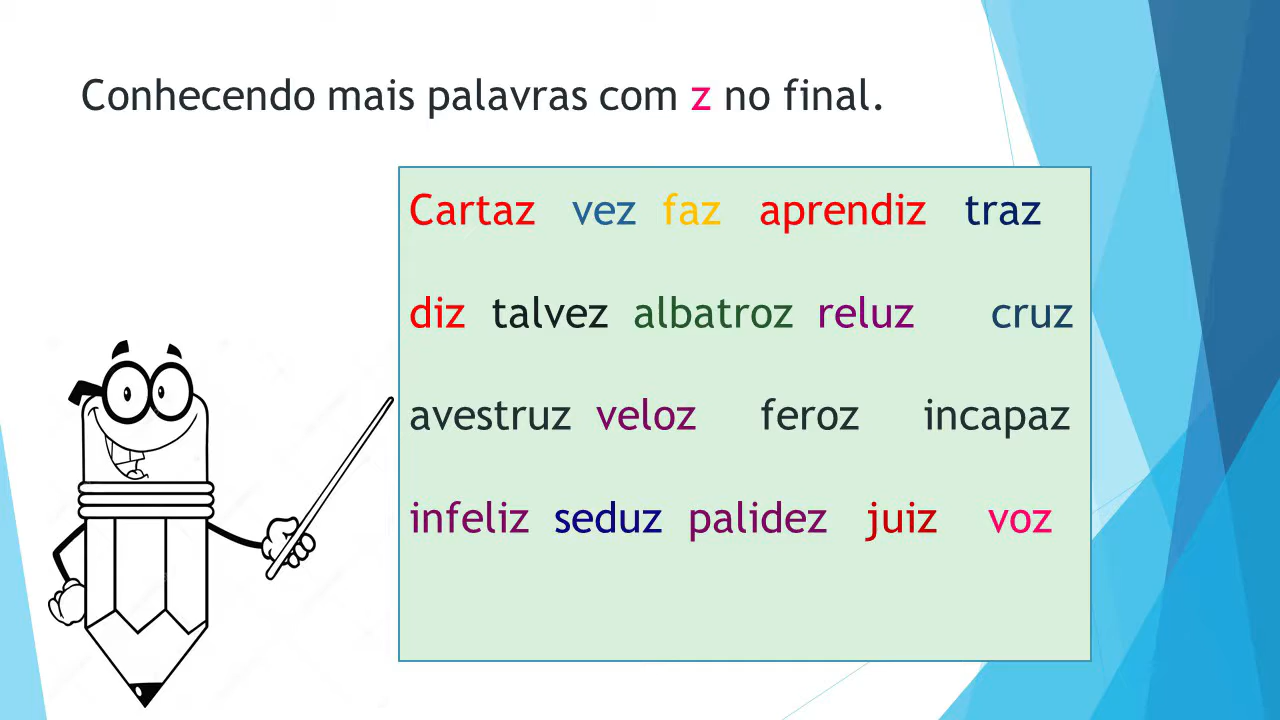 Conhecendo mais palavras com z no final.
Cartaz vez faz aprendiz traz
diz talvez albatroz reluz cruz
avestruz veloz feroz incapaz
infeliz seduz palidez juiz voz